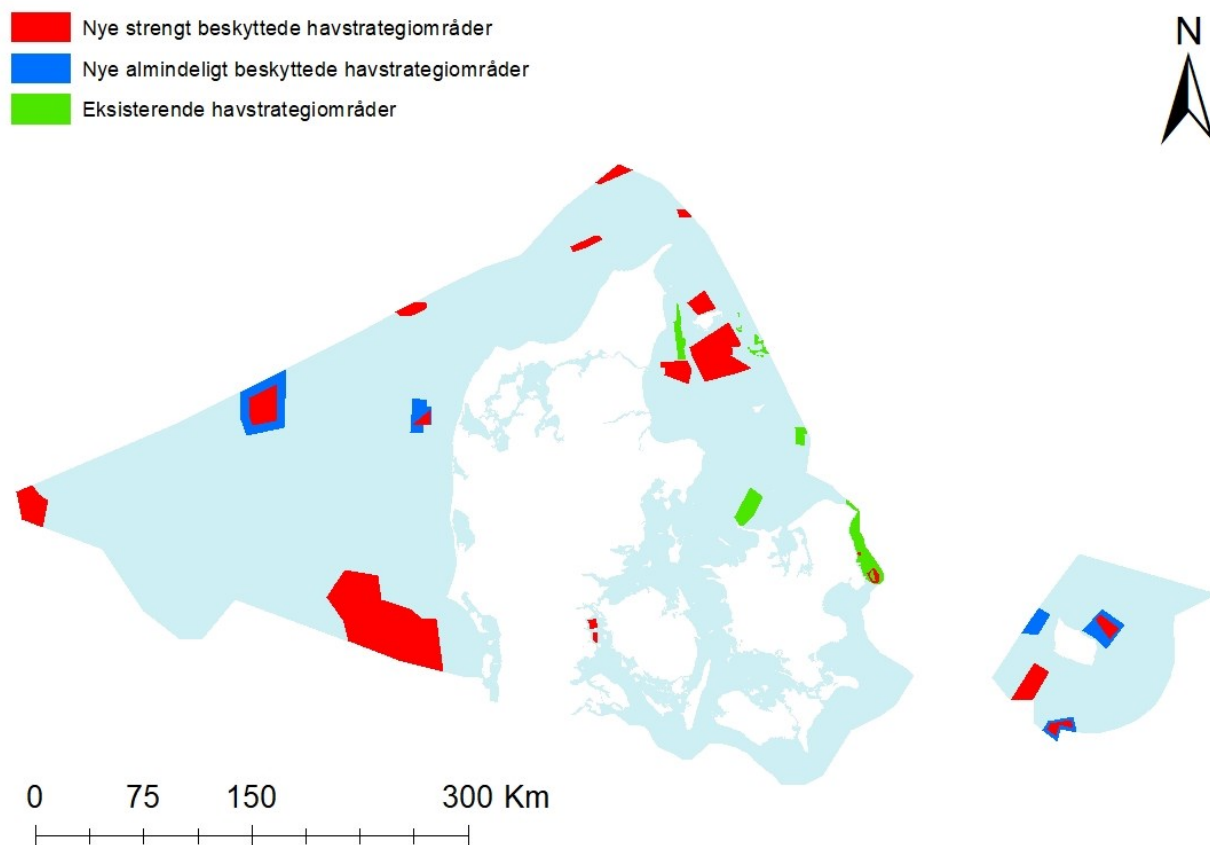 Nye strengt beskyttede havstrategiområder
Nye almindeligt beskyttede havstrategiområder
Eksisterende havstrategiområder
N
0 75 150 300 Km